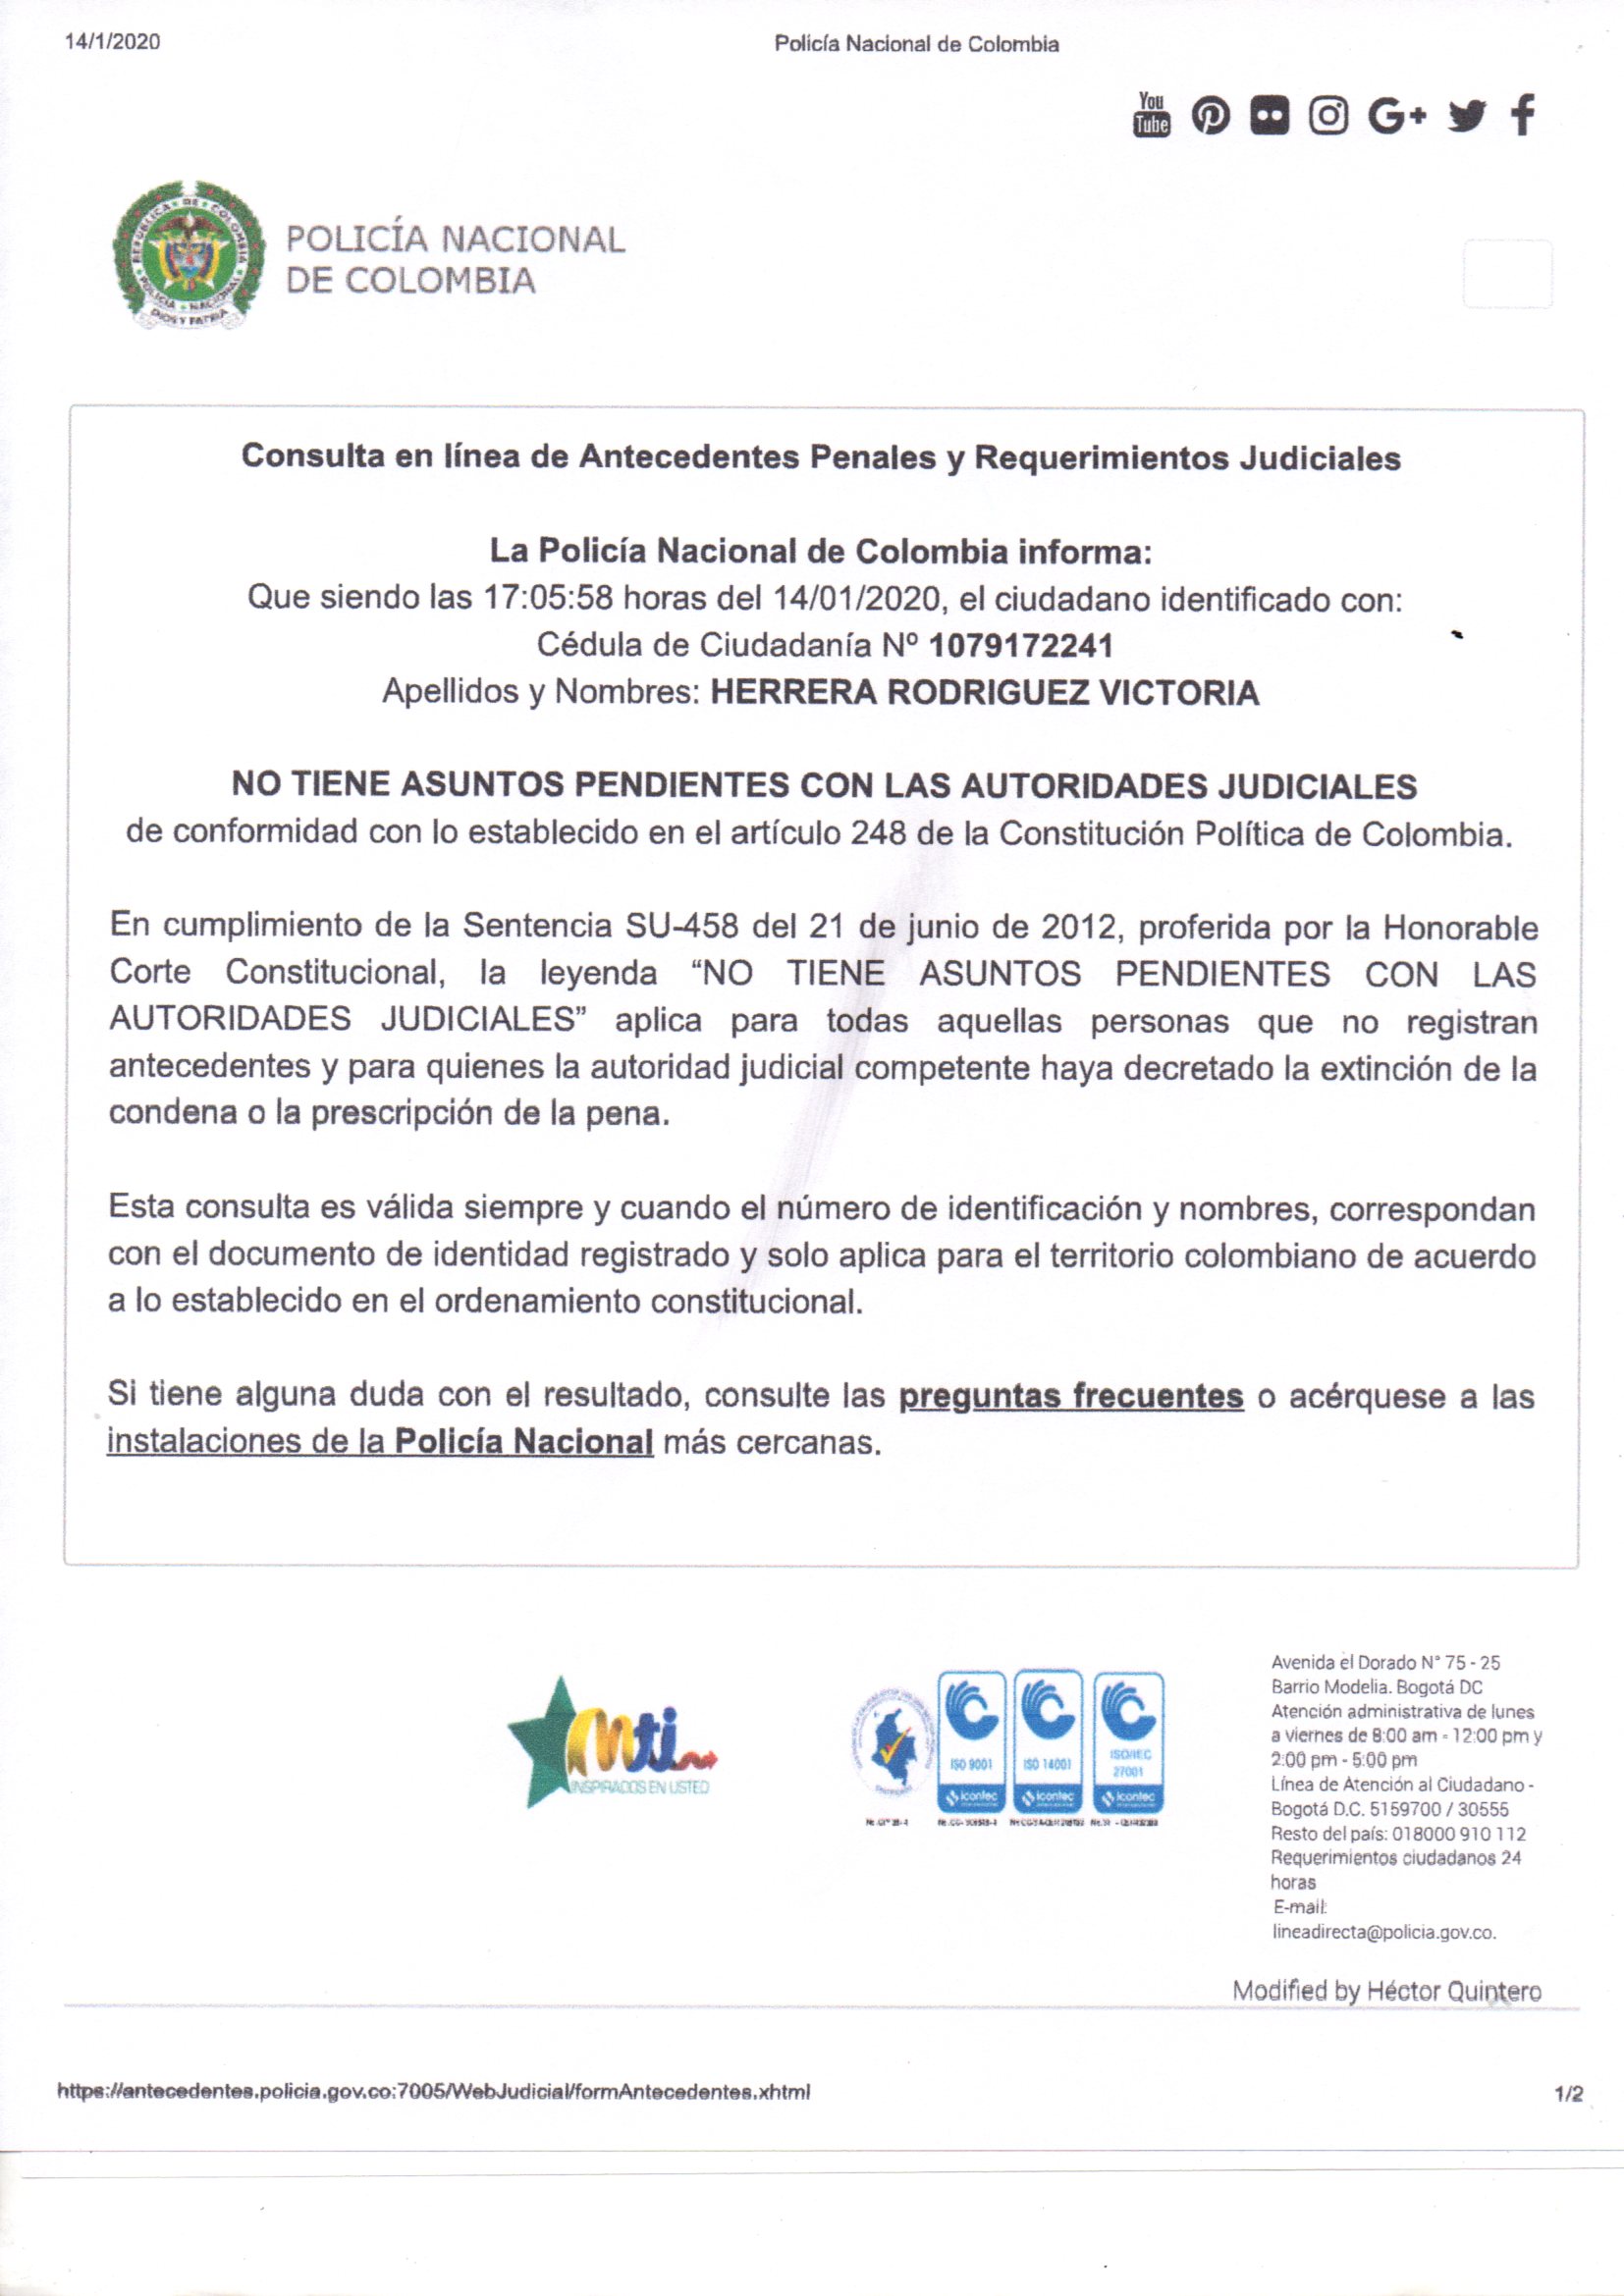 14/1/2020
Policía Nacional de Colombia
You
Tube
G+
REPÚBLICA DE COLOMBIA
POLICIA NACIONAL
DIOS Y PATRIA
POLICÍA NACIONAL
DE COLOMBIA
Consulta en línea de Antecedentes Penales y Requerimientos Judiciales
La Policía Nacional de Colombia informa:
Que siendo las 17:05:58 horas del 14/01/2020, el ciudadano identificado con:
Cédula de Ciudadanía Nº 1079172241
Apellidos y Nombres: HERRERA RODRIGUEZ VICTORIA
NO TIENE ASUNTOS PENDIENTES CON LAS AUTORIDADES JUDICIALES
de conformidad con lo establecido en el artículo 248 de la Constitución Política de Colombia.
En cumplimiento de la Sentencia SU-458 del 21 de junio de 2012, proferida por la Honorable
Corte Constitucional, la leyenda “NO TIENE ASUNTOS PENDIENTES CON LAS
AUTORIDADES JUDICIALES” aplica para todas aquellas personas que no registran
antecedentes y para quienes la autoridad judicial competente haya decretado la extinción de la
condena o la prescripción de la pena.
Esta consulta es válida siempre y cuando el número de identificación y nombres, correspondan
con el documento de identidad registrado y solo aplica para el territorio colombiano de acuerdo
a lo establecido en el ordenamiento constitucional.
Si tiene alguna duda con el resultado, consulte las preguntas frecuentes o acérquese a las
instalaciones de la Policía Nacional más cercanas.
INSPIRADOS EN USTED
ISO 9001
icontec
ISO 14001
icontec
ISO/IEC
27001
icontec
Avenida el Dorado N° 75 - 25
Barrio Modelia. Bogotá DC
Atención administrativa de lunes
a viernes de 8:00 am - 12:00 pm y
2:00 pm - 5:00 pm
Línea de Atención al Ciudadano -
Bogotá D.C. 5159700 / 30555
Resto del país: 018000 910 112
Requerimientos ciudadanos 24
horas
E-mail:
lineadirecta@policia.gov.co.
Modified by Héctor Quintero
https://antecedentes.policia.gov.co:7005/WebJudicial/formAntecedentes.xhtml
1/2